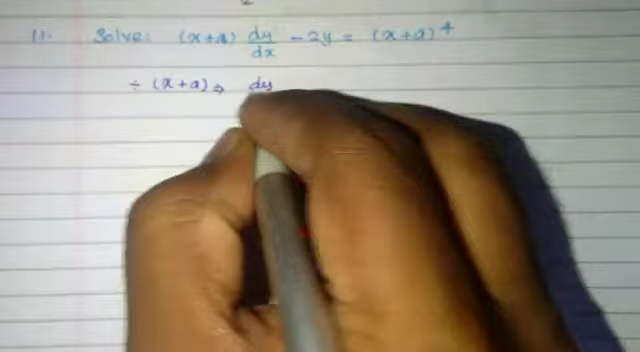 11. Solve: (x+a) dy/dx - 2y = (x+a)^4
÷ (x+a) ⇒ dy